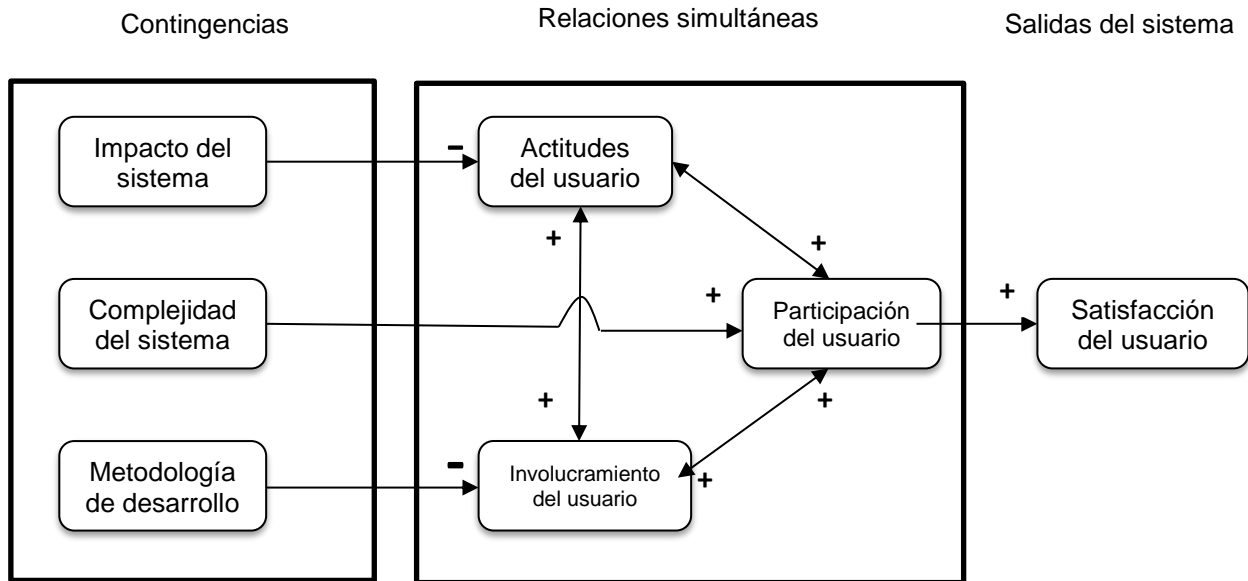 Contingencias
Relaciones simultáneas
Salidas del sistema
Impacto del
sistema
-
Actitudes
del usuario
+
+
Complejidad
del sistema
+
Participación
del usuario
+
Satisfacción
del usuario
+
+
Metodología
de desarrollo
-
Involucramiento
del usuario
+